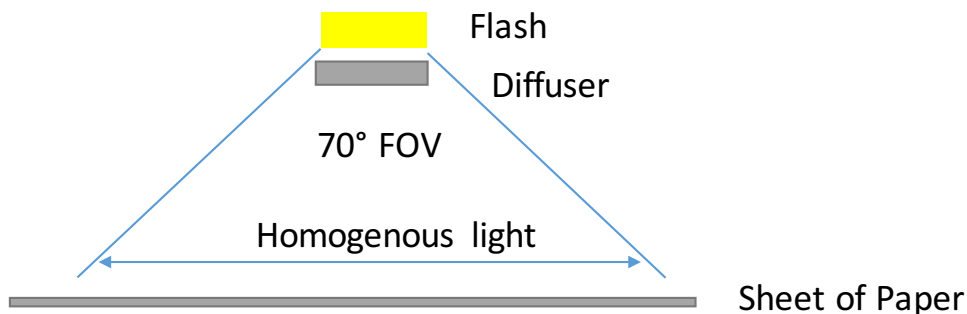 Flash
Diffuser
70° FOV
Homogenous light
Sheet of Paper